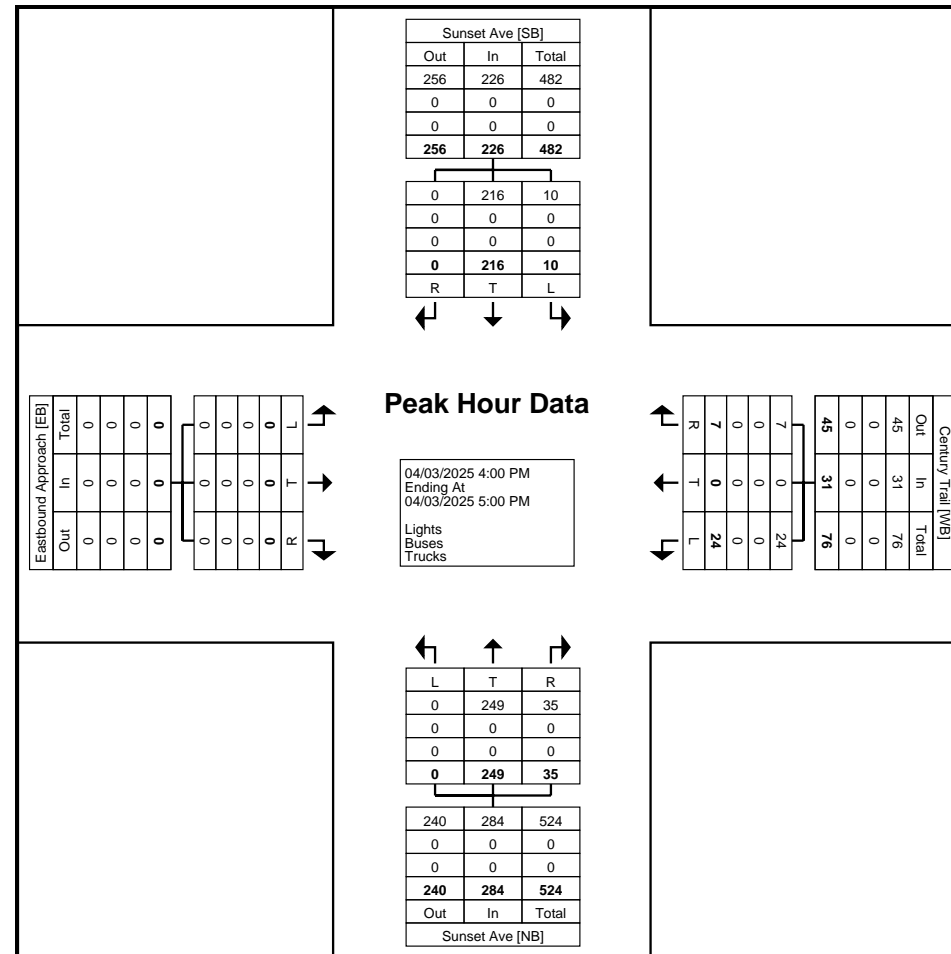 Sunset Ave [SB]
Out In Total
256 226 482
0 0 0
0 0 0
256 226 482
0 216 10
0 0 0
0 0 0
0 216 10
R T L
Eastbound Approach [EB]
Total In Out
0 0 0
0 0 0
0 0 0
0 0 0
0 0 0
0 0 0
0 0 0
0 0 0
L T R
Peak Hour Data
04/03/2025 4:00 PM
Ending At
04/03/2025 5:00 PM
Lights
Buses
Trucks
R T L
7 0 24
0 0 0
0 0 0
7 0 24
45 31 76
0 0 0
0 0 0
45 31 76
Out In Total
Century Trail [WB]
L T R
0 249 35
0 0 0
0 0 0
0 249 35
240 284 524
0 0 0
0 0 0
240 284 524
Out In Total
Sunset Ave [NB]